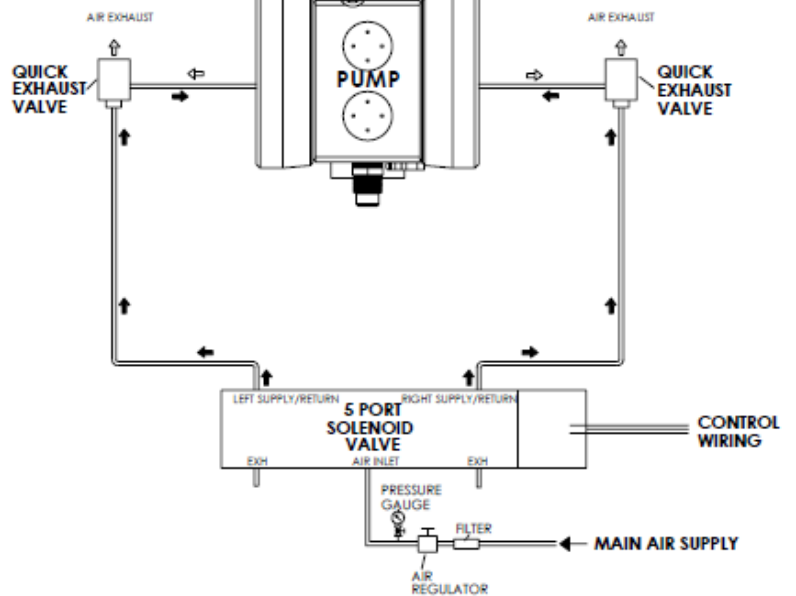 AIR EXHAUST
AIR EXHAUST
QUICK
EXHAUST
VALVE
PUMP
QUICK
EXHAUST
VALVE
LEFT SUPPLY/RETURN
RIGHT SUPPLY/RETURN
5 PORT
SOLENOID
VALVE
CONTROL
WIRING
EXH
AIR INLET
EXH
PRESSURE
GAUGE
FILTER
MAIN AIR SUPPLY
AIR
REGULATOR